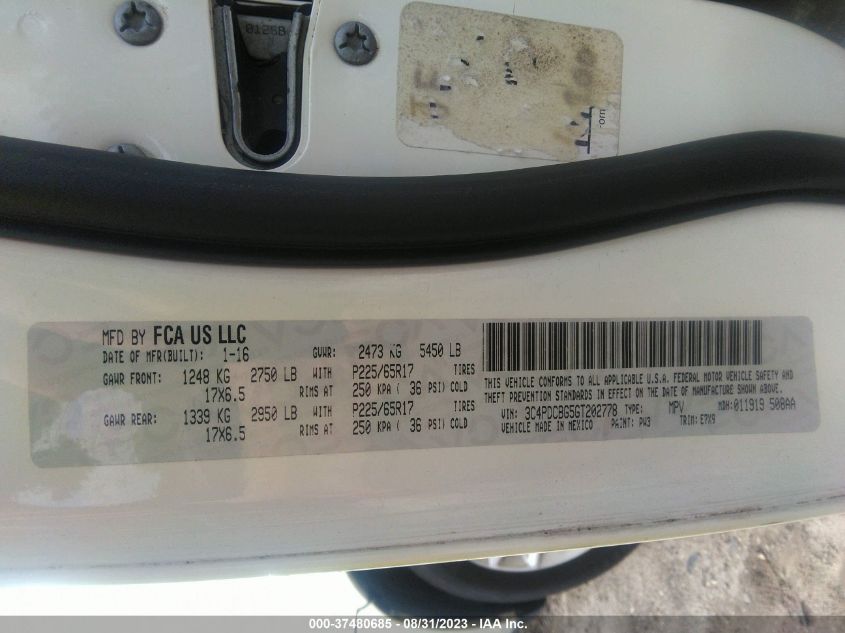 0126B
MFD BY FCA US LLC
DATE OF MFR(BUILT): 1-16 GVWR: 2473 KG 5450 LB
GAWR FRONT: 1248 KG 2750 LB WITH P225/65R17 TIRES
17X6.5 RIMS AT 250 KPA ( 36 PSI) COLD
GAWR REAR: 1339 KG 2950 LB WITH P225/65R17 TIRES
17X6.5 RIMS AT 250 KPA ( 36 PSI) COLD
THIS VEHICLE CONFORMS TO ALL APPLICABLE U.S.A. FEDERAL MOTOR VEHICLE SAFETY AND
THEFT PREVENTION STANDARDS IN EFFECT ON THE DATE OF MANUFACTURE SHOWN ABOVE.
VIN: 3C4PDCBG5GT202778 TYPE: MPV MDH: 011919 508AA
VEHICLE MADE IN MEXICO PAINT: PW3 TRIM: E7X9
000-37480685 - 08/31/2023 - IAA Inc.